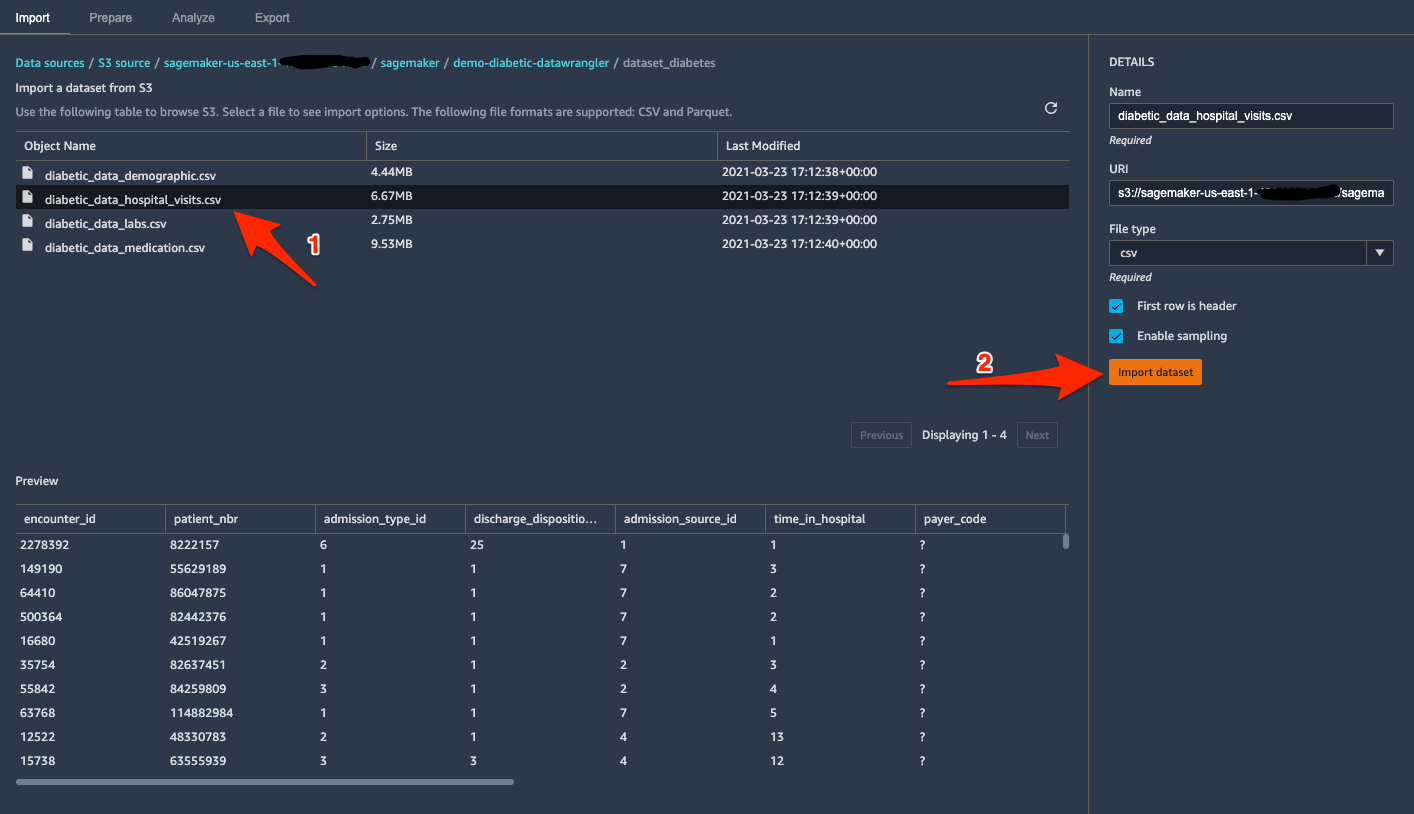 Import Prepare Analyze Export
Data sources / S3 source / sagemaker-us-east-1- / sagemaker / demo-diabetic-datawrangler / dataset_diabetes
Import a dataset from S3
Use the following table to browse S3. Select a file to see import options. The following file formats are supported: CSV and Parquet.
Object Name Size Last Modified
diabetic_data_demographic.csv 4.44MB 2021-03-23 17:12:38+00:00
diabetic_data_hospital_visits.csv 6.67MB 2021-03-23 17:12:39+00:00
diabetic_data_labs.csv 2.75MB 2021-03-23 17:12:39+00:00
diabetic_data_medication.csv 9.53MB 2021-03-23 17:12:40+00:00
1
Previous Displaying 1 - 4 Next
Preview
encounter_id patient_nbr admission_type_id discharge_dispositio... admission_source_id time_in_hospital payer_code
2278392 8222157 6 25 1 1 ?
149190 55629189 1 1 7 3 ?
64410 86047875 1 1 7 2 ?
500364 82442376 1 1 7 2 ?
16680 42519267 1 1 7 1 ?
35754 82637451 2 1 2 3 ?
55842 84259809 3 1 2 4 ?
63768 114882984 1 1 7 5 ?
12522 48330783 2 1 4 13 ?
15738 63555939 3 3 4 12 ?
DETAILS
Name
diabetic_data_hospital_visits.csv
Required
URI
s3://sagemaker-us-east-1- /sagema
File type
csv
Required
First row is header
Enable sampling
2
Import dataset